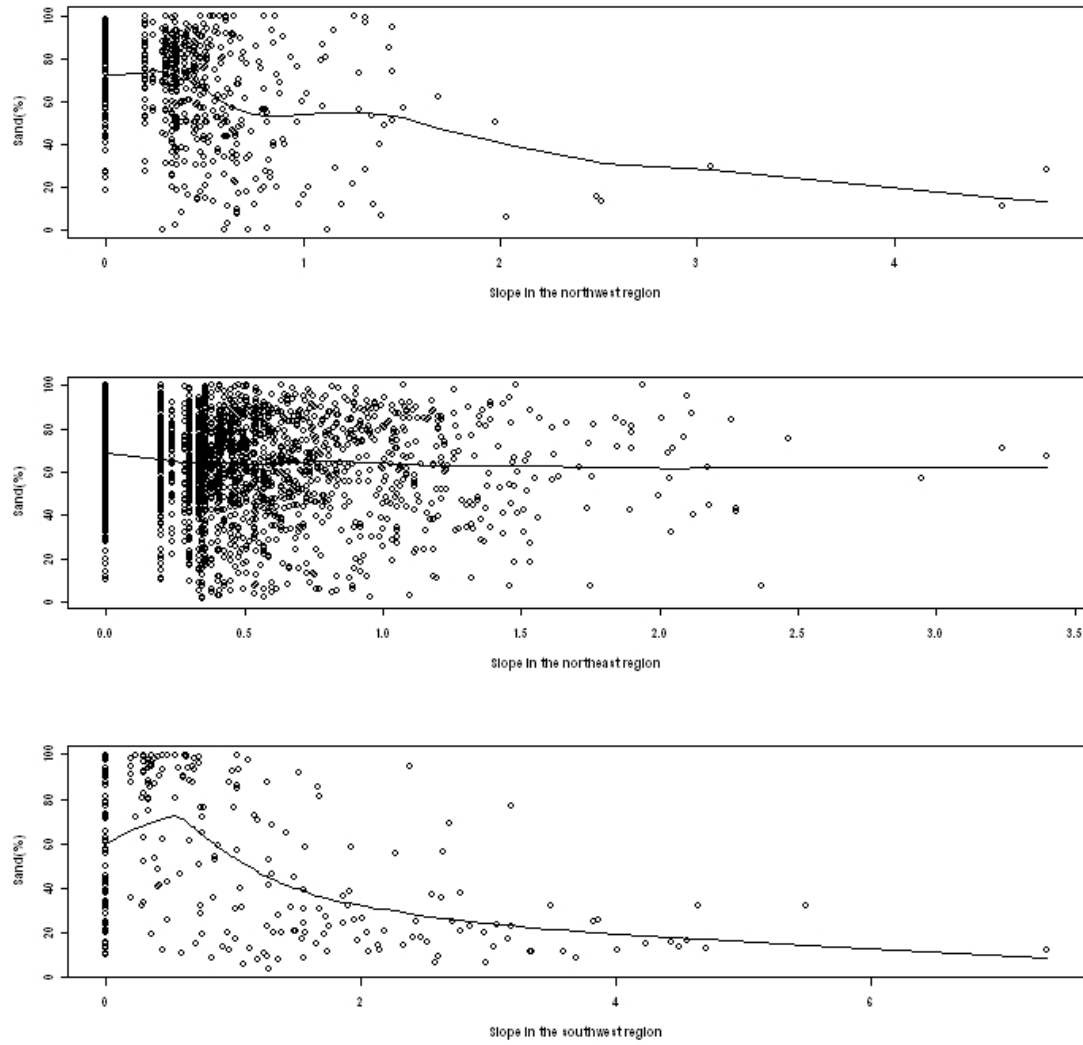 Sand(%)
0 20 40 60 80 100
0 1 2 3 4
Slope in the northwest region
Sand(%)
0 20 40 60 80 100
0.0 0.5 1.0 1.5 2.0 2.5 3.0 3.5
Slope in the northeast region
Sand(%)
0 20 40 60 80 100
0 2 4 6
Slope in the southwest region